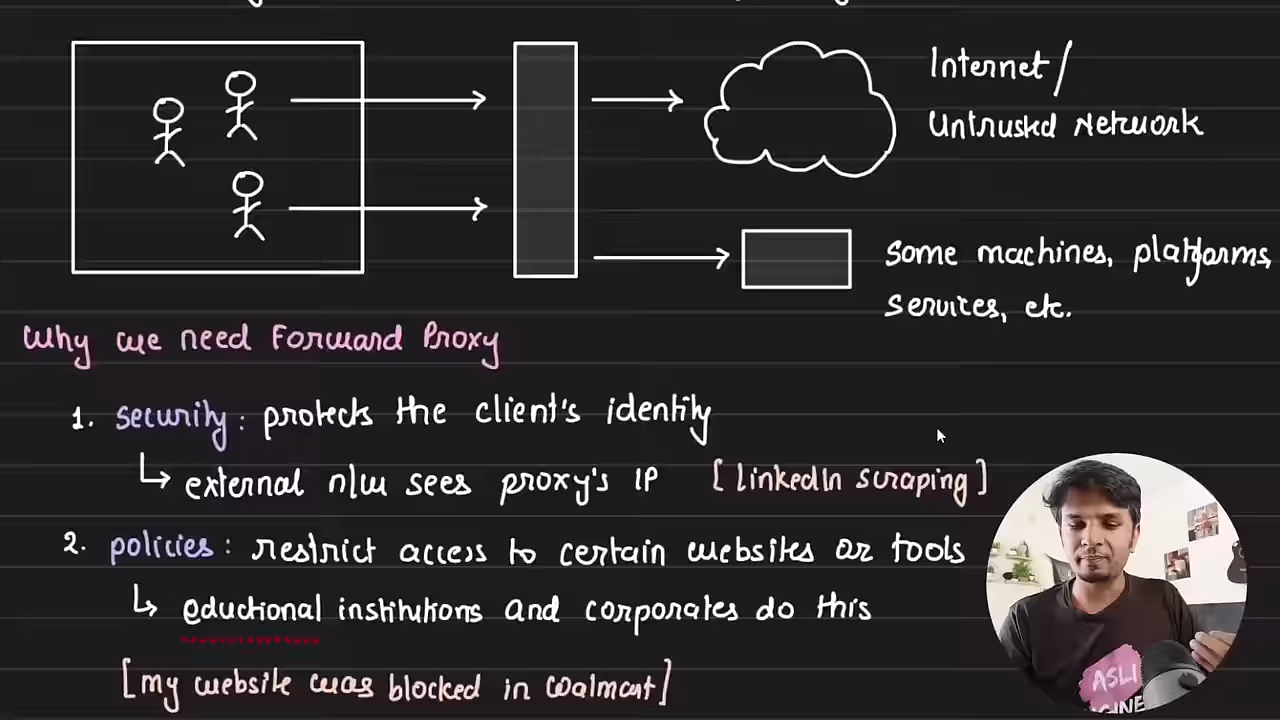 Internet/
Untrusted Network
Some machines, platforms,
services, etc.
Why we need Forward Proxy
1. security: protects the client's identity
external n/w sees proxy's IP [linkedIn scraping]
2. policies: restrict access to certain websites or tools
eductional institutions and corporates do this
[my website was blocked in Walmart]
ASLI